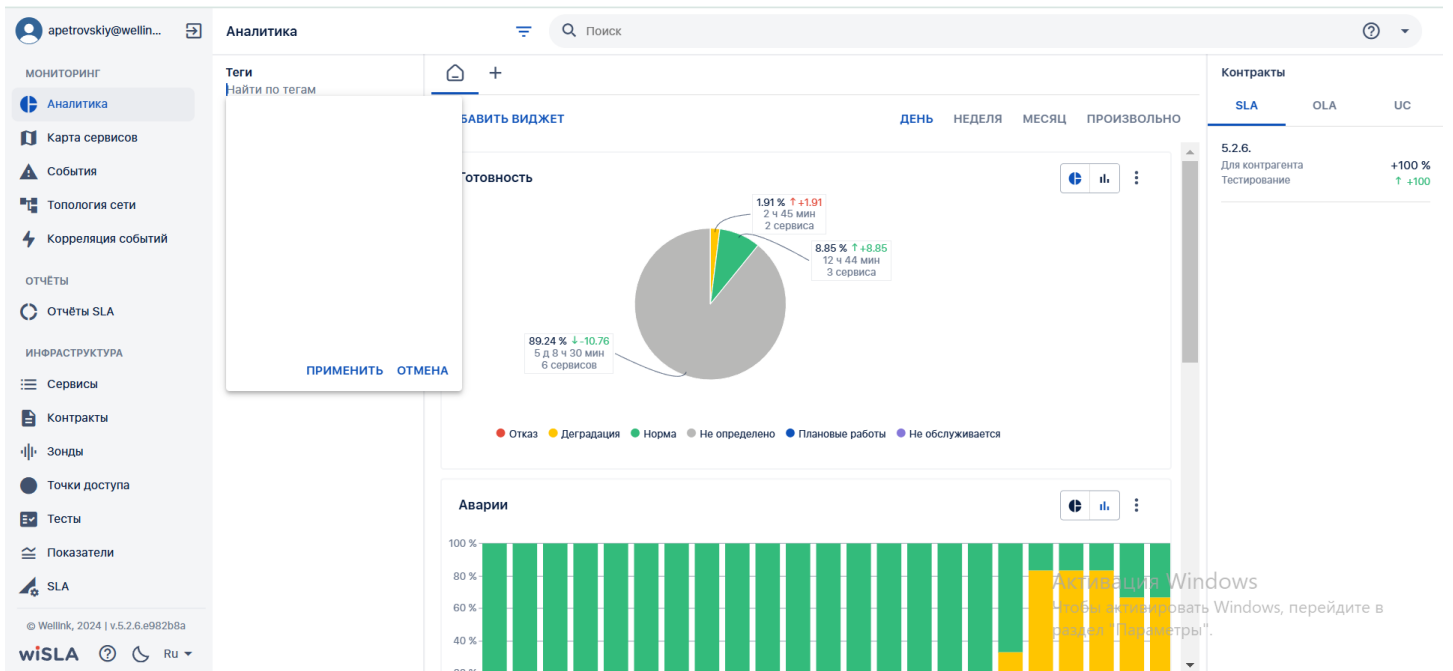 apetrovskiy@wellin...
МОНИТОРИНГ
Аналитика
Карта сервисов
События
Топология сети
Корреляция событий
ОТЧЁТЫ
Отчёты SLA
ИНФРАСТРУКТУРА
Сервисы
Контракты
Зонды
Точки доступа
Тесты
Показатели
SLA
© Wellink, 2024 | v.5.2.6.e982b8a
wiSLA
Ru
Аналитика
Поиск
Теги
Найти по тегам
ПРИМЕНИТЬ ОТМЕНА
БАВИТЬ ВИДЖЕТ
ДЕНЬ НЕДЕЛЯ МЕСЯЦ ПРОИЗВОЛЬНО
Готовность
1.91 % ↑ +1.91
2 ч 45 мин
2 сервиса
8.85 % ↑ +8.85
12 ч 44 мин
3 сервиса
89.24 % ↓ -10.76
5 д 8 ч 30 мин
6 сервисов
Отказ Деградация Норма Не определено Плановые работы Не обслуживается
Аварии
100 %
80 %
60 %
40 %
Контракты
SLA OLA UC
5.2.6.
Для контрагента +100 %
Тестирование ↑ +100
Активация Windows
Чтобы активировать Windows, перейдите в
раздел "Параметры".